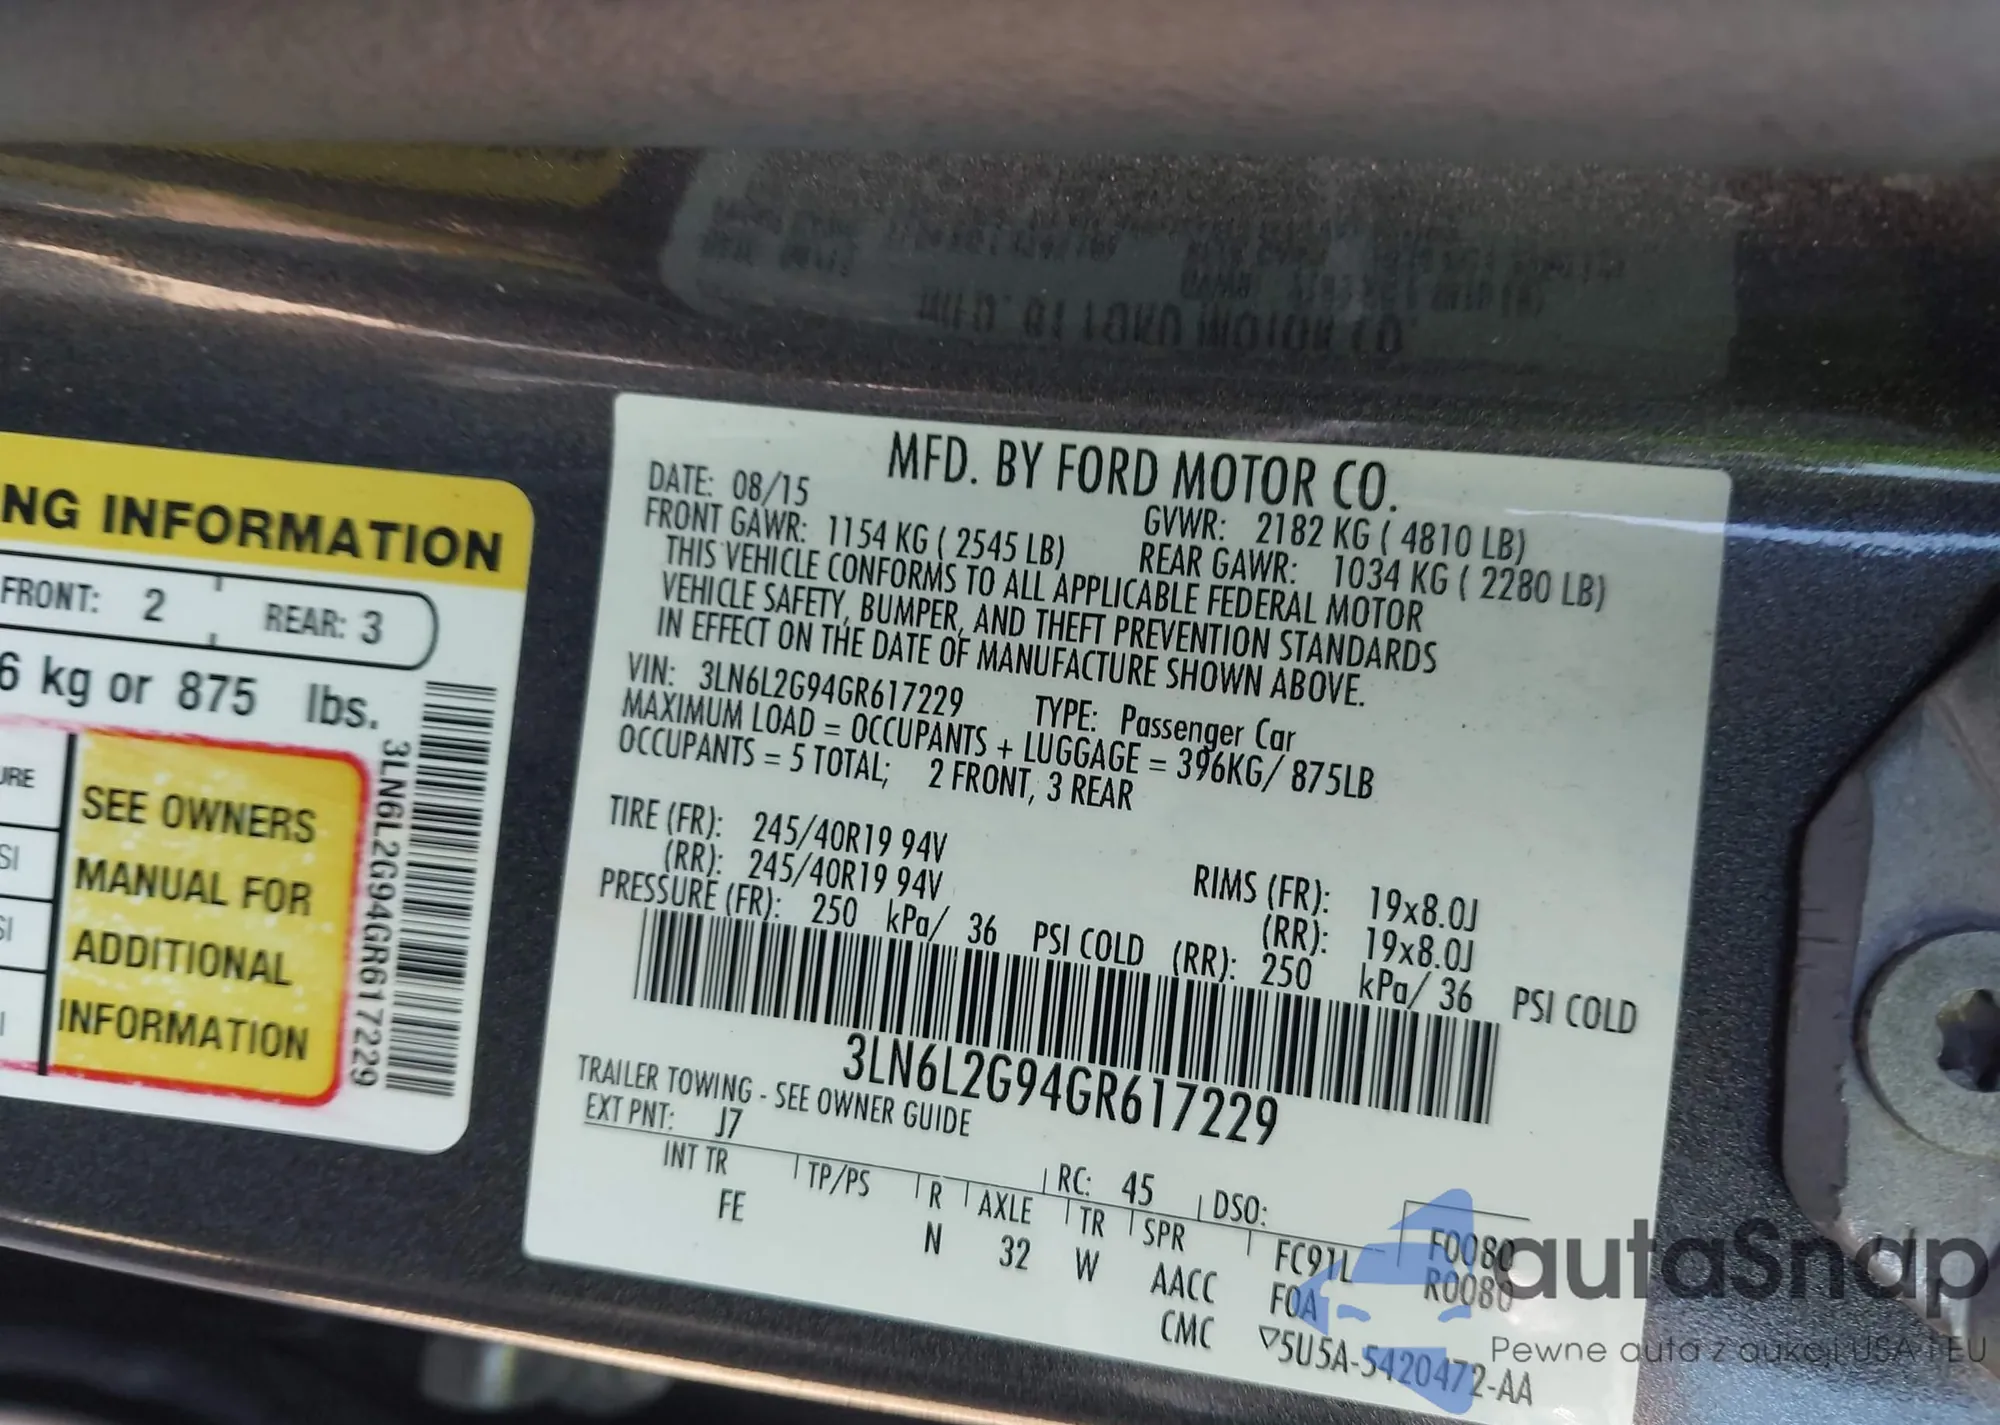 NG INFORMATION
FRONT: 2 REAR: 3
6 kg or 875 lbs.
URE
SI
SI
I
SEE OWNERS
MANUAL FOR
ADDITIONAL
INFORMATION
3LN6L2G94GR617229
MFD. BY FORD MOTOR CO.
DATE: 08/15 GVWR: 2182 KG ( 4810 LB)
FRONT GAWR: 1154 KG ( 2545 LB) REAR GAWR: 1034 KG ( 2280 LB)
THIS VEHICLE CONFORMS TO ALL APPLICABLE FEDERAL MOTOR
VEHICLE SAFETY, BUMPER, AND THEFT PREVENTION STANDARDS
IN EFFECT ON THE DATE OF MANUFACTURE SHOWN ABOVE.
VIN: 3LN6L2G94GR617229 TYPE: Passenger Car
MAXIMUM LOAD = OCCUPANTS + LUGGAGE = 396KG/ 875LB
OCCUPANTS = 5 TOTAL; 2 FRONT, 3 REAR
TIRE (FR): 245/40R19 94V RIMS (FR): 19x8.0J
(RR): 245/40R19 94V (RR): 19x8.0J
PRESSURE (FR): 250 kPa/ 36 PSI COLD (RR): 250 kPa/ 36 PSI COLD
3LN6L2G94GR617229
TRAILER TOWING - SEE OWNER GUIDE
EXT PNT: J7 RC: 45 DSO:
INT TR TP/PS R AXLE TR SPR FC91L F0080
FE N 32 W AACC F0A R0080
CMC ▽5U5A-5420472-AA
autaSnap
Pewne auta z aukcji USA i EU